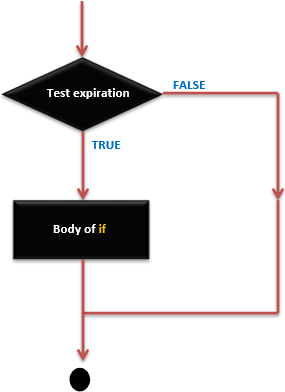 Test expiration
FALSE
TRUE
Body of if